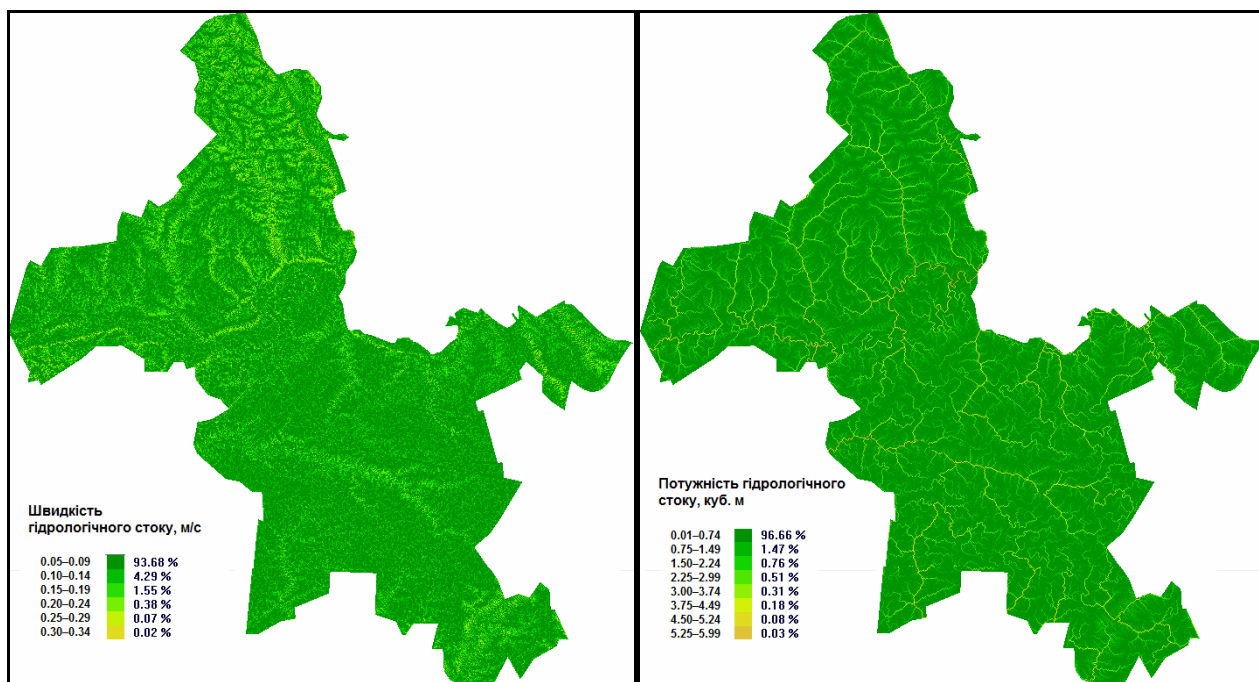 Швидкість
гідрологічного стоку, м/с
0.05–0.09 93.68 %
0.10–0.14 4.29 %
0.15–0.19 1.55 %
0.20–0.24 0.38 %
0.25–0.29 0.07 %
0.30–0.34 0.02 %
Потужність гідрологічного
стоку, куб. м
0.01–0.74 96.66 %
0.75–1.49 1.47 %
1.50–2.24 0.76 %
2.25–2.99 0.51 %
3.00–3.74 0.31 %
3.75–4.49 0.18 %
4.50–5.24 0.08 %
5.25–5.99 0.03 %